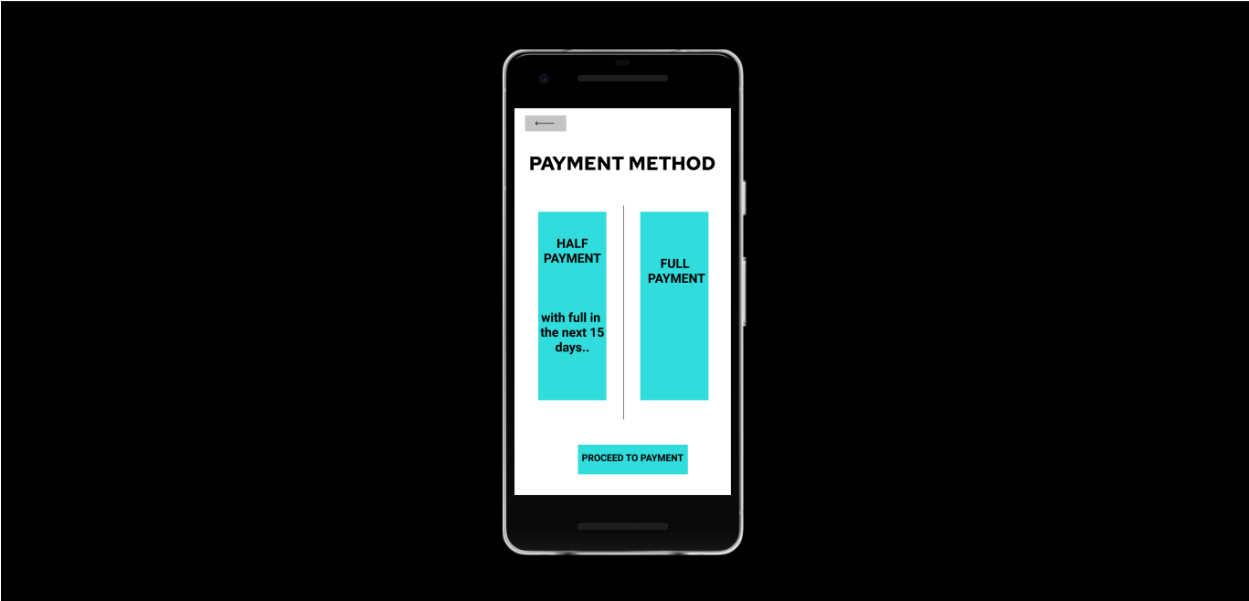 PAYMENT METHOD
HALF
PAYMENT
with full in
the next 15
days..
FULL
PAYMENT
PROCEED TO PAYMENT